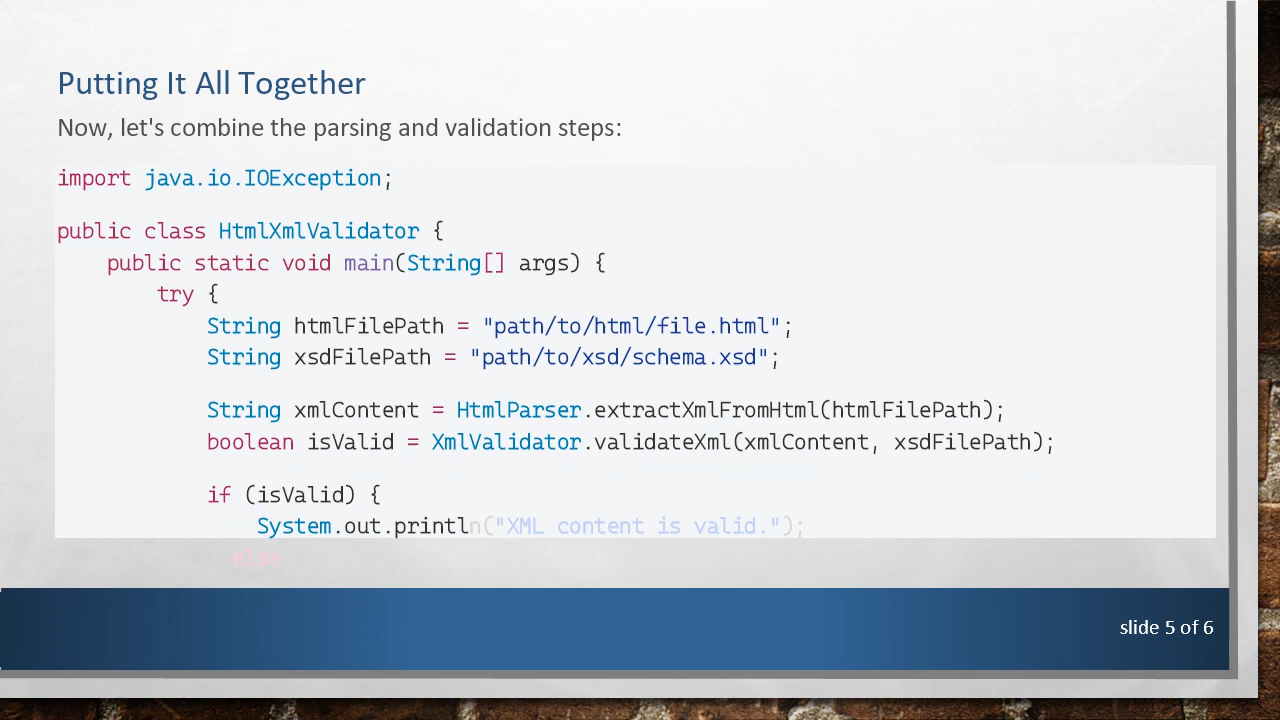 Putting It All Together
Now, let's combine the parsing and validation steps:
import java.io.IOException;
public class HtmlXmlValidator {
public static void main(String[] args) {
try {
String htmlFilePath = "path/to/html/file.html";
String xsdFilePath = "path/to/xsd/schema.xsd";
String xmlContent = HtmlParser.extractXmlFromHtml(htmlFilePath);
boolean isValid = XmlValidator.validateXml(xmlContent, xsdFilePath);
if (isValid) {
System.out.println("XML content is valid.");
else
slide 5 of 6